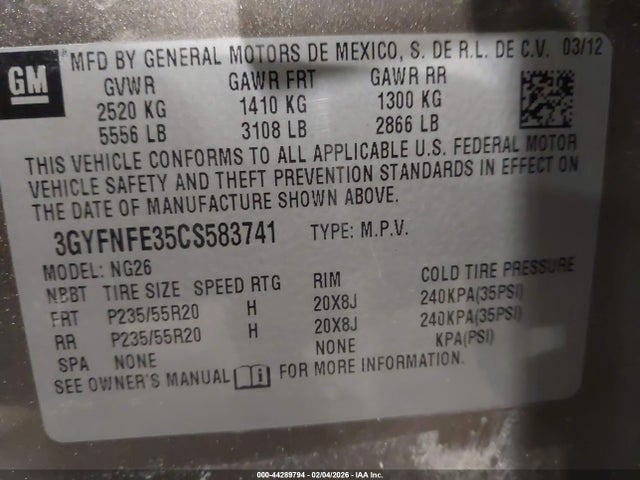 GM
MFD BY GENERAL MOTORS DE MEXICO, S. DE R.L. DE C.V. 03/12
GVWR GAWR FRT GAWR RR
2520 KG 1410 KG 1300 KG
5556 LB 3108 LB 2866 LB
THIS VEHICLE CONFORMS TO ALL APPLICABLE U.S. FEDERAL MOTOR
VEHICLE SAFETY AND THEFT PREVENTION STANDARDS IN EFFECT ON
THE DATE OF MANUFACTURE SHOWN ABOVE.
3GYFNFE35CS583741 TYPE: M.P.V.
MODEL: NG26
NBBT TIRE SIZE SPEED RTG RIM COLD TIRE PRESSURE
FRT P235/55R20 H 20X8J 240KPA(35PSI)
RR P235/55R20 H 20X8J 240KPA(35PSI)
SPA NONE NONE KPA(PSI)
SEE OWNER'S MANUAL FOR MORE INFORMATION.
000-44289794 - 02/04/2026 - IAA Inc.